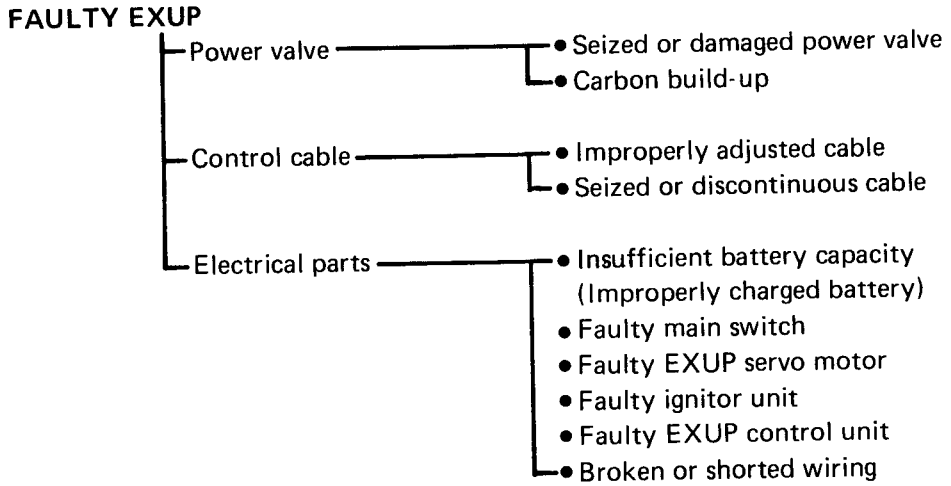 FAULTY EXUP
Power valve
● Seized or damaged power valve
● Carbon build-up
Control cable
● Improperly adjusted cable
● Seized or discontinuous cable
Electrical parts
● Insufficient battery capacity
(Improperly charged battery)
● Faulty main switch
● Faulty EXUP servo motor
● Faulty ignitor unit
● Faulty EXUP control unit
● Broken or shorted wiring